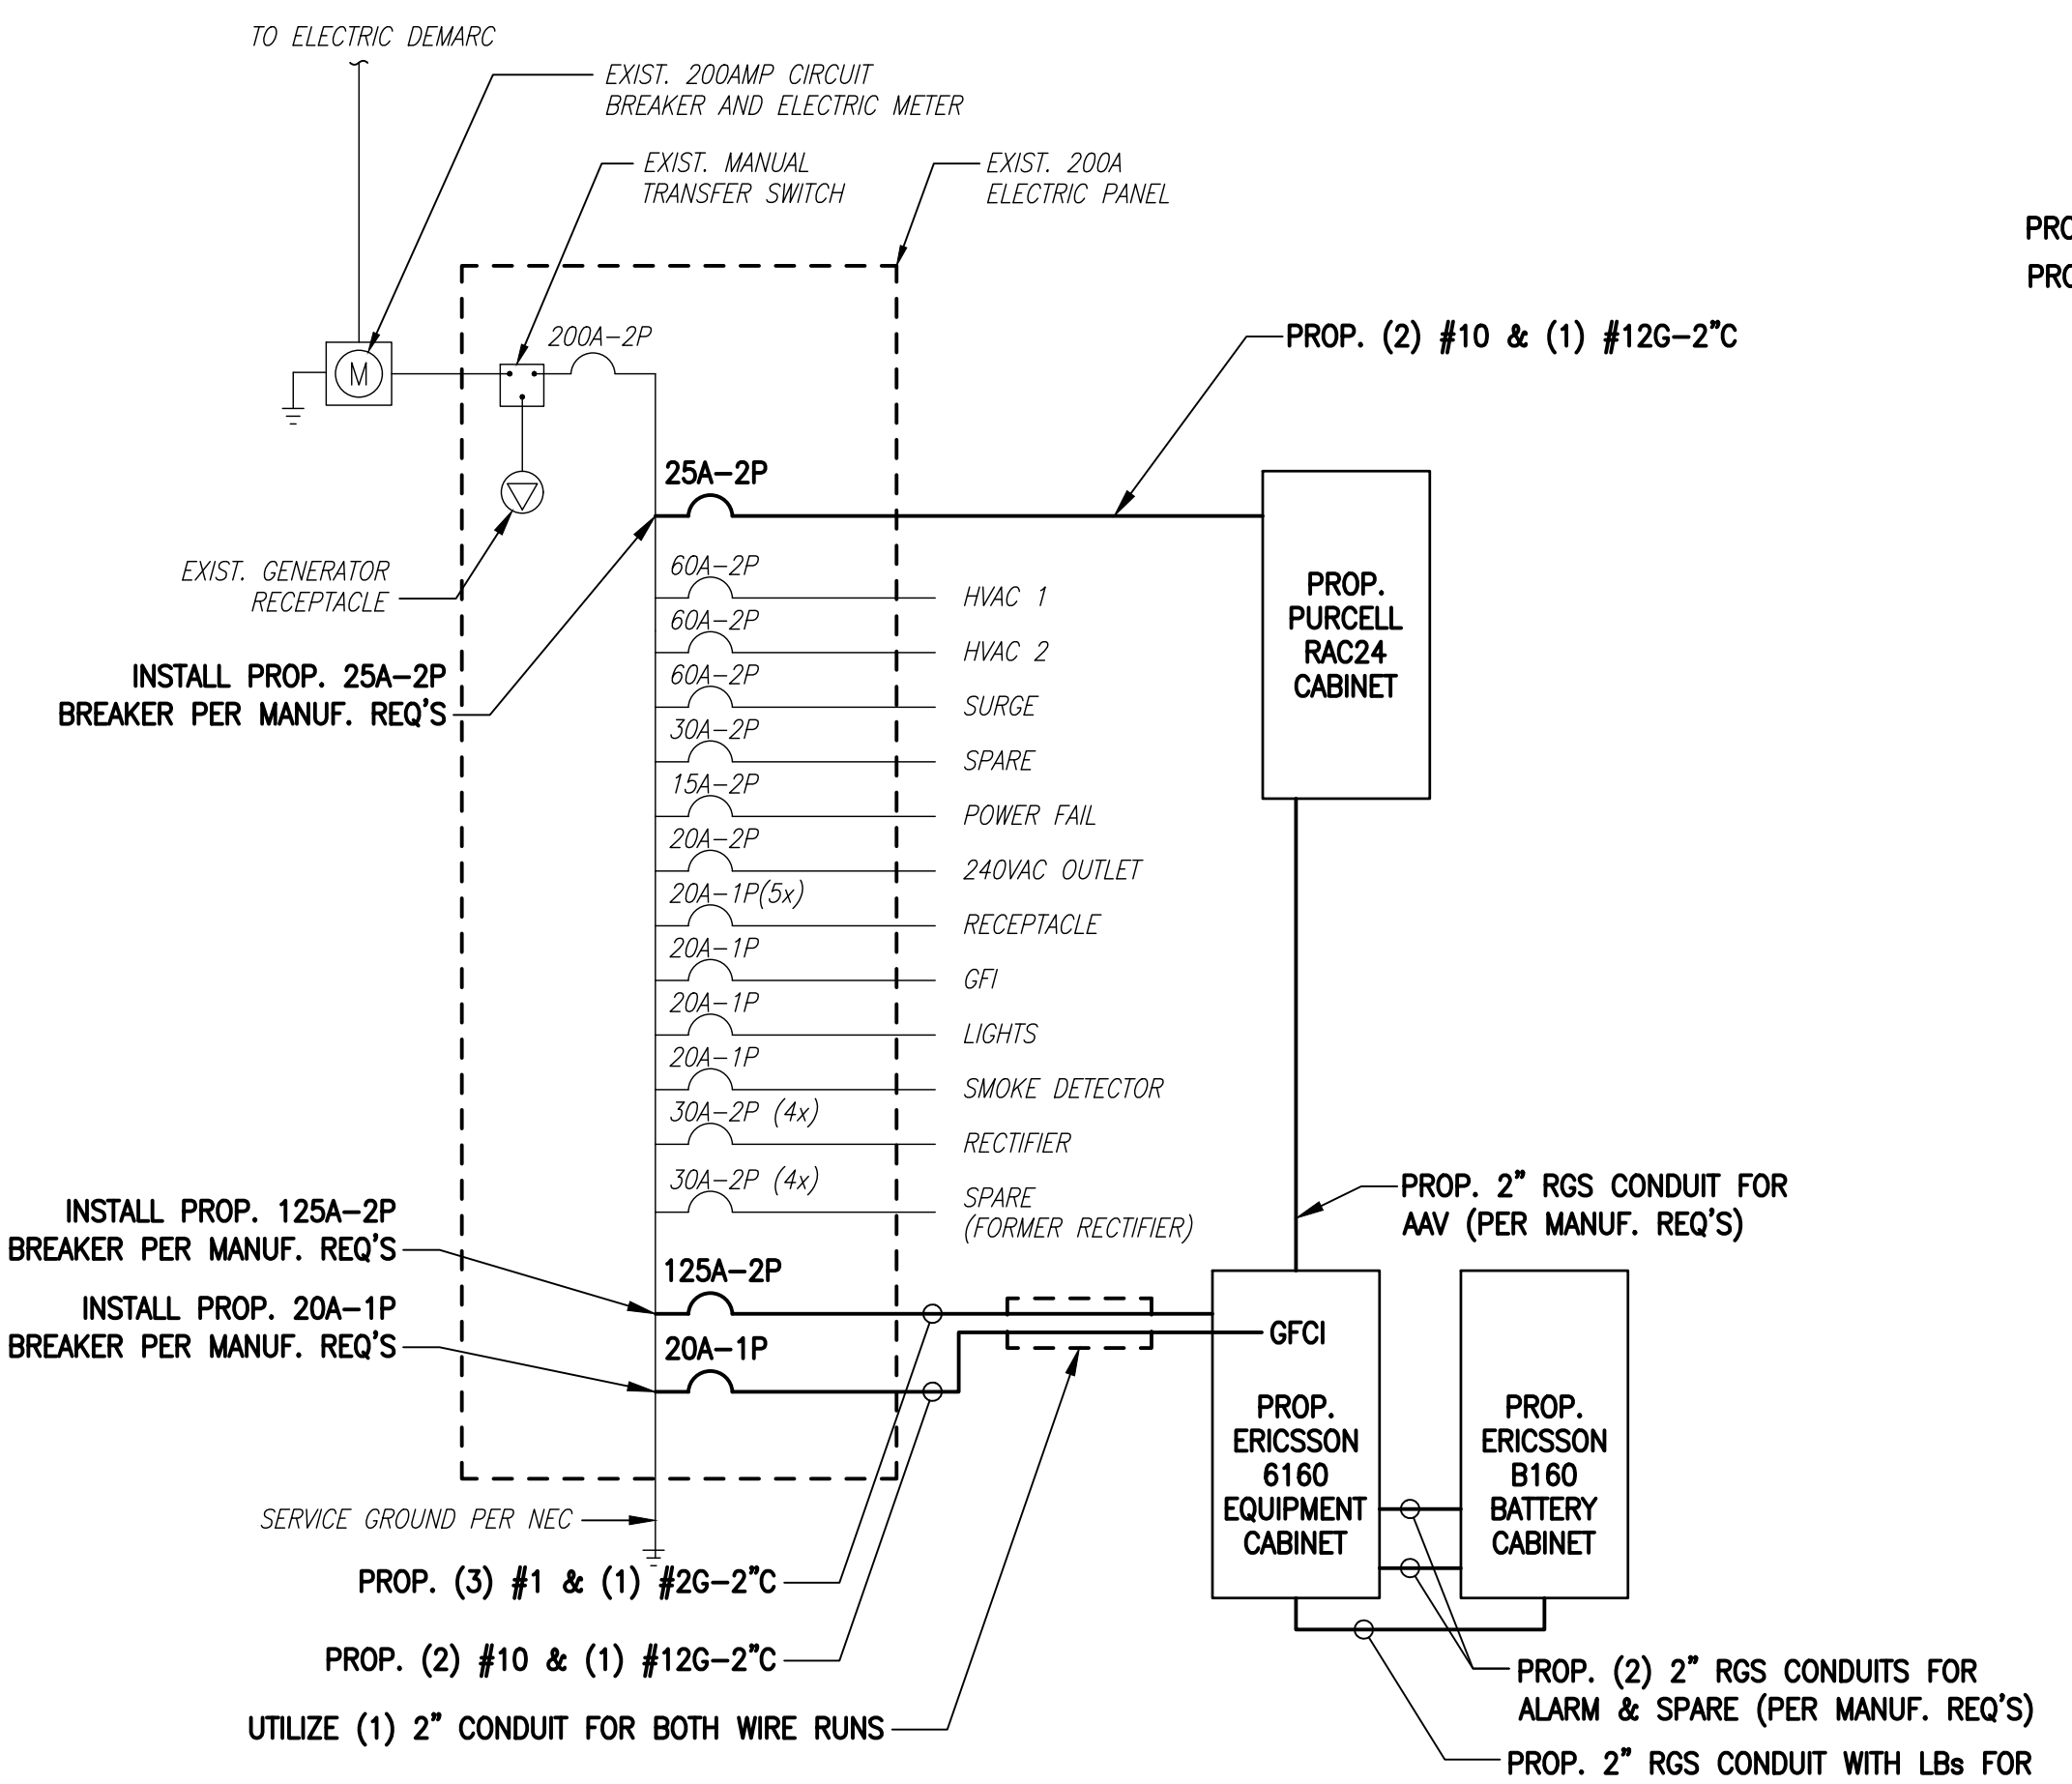 TO ELECTRIC DEMARC
EXIST. 200AMP CIRCUIT
BREAKER AND ELECTRIC METER
EXIST. MANUAL
TRANSFER SWITCH
EXIST. 200A
ELECTRIC PANEL
PRO
PRO
200A-2P
M
PROP. (2) #10 & (1) #12G-2"C
25A-2P
EXIST. GENERATOR
RECEPTACLE
INSTALL PROP. 25A-2P
BREAKER PER MANUF. REQ'S
60A-2P
HVAC 1
60A-2P
HVAC 2
60A-2P
SURGE
30A-2P
SPARE
15A-2P
POWER FAIL
20A-2P
240VAC OUTLET
20A-1P(5x)
RECEPTACLE
20A-1P
GFI
20A-1P
LIGHTS
20A-1P
SMOKE DETECTOR
30A-2P (4x)
RECTIFIER
30A-2P (4x)
SPARE
(FORMER RECTIFIER)
PROP.
PURCELL
RAC24
CABINET
PROP. 2" RGS CONDUIT FOR
AAV (PER MANUF. REQ'S)
INSTALL PROP. 125A-2P
BREAKER PER MANUF. REQ'S
125A-2P
INSTALL PROP. 20A-1P
BREAKER PER MANUF. REQ'S
20A-1P
GFCI
PROP.
ERICSSON
6160
EQUIPMENT
CABINET
PROP.
ERICSSON
B160
BATTERY
CABINET
SERVICE GROUND PER NEC
PROP. (3) #1 & (1) #2G-2"C
PROP. (2) #10 & (1) #12G-2"C
UTILIZE (1) 2" CONDUIT FOR BOTH WIRE RUNS
PROP. (2) 2" RGS CONDUITS FOR
ALARM & SPARE (PER MANUF. REQ'S)
PROP. 2" RGS CONDUIT WITH LBs FOR